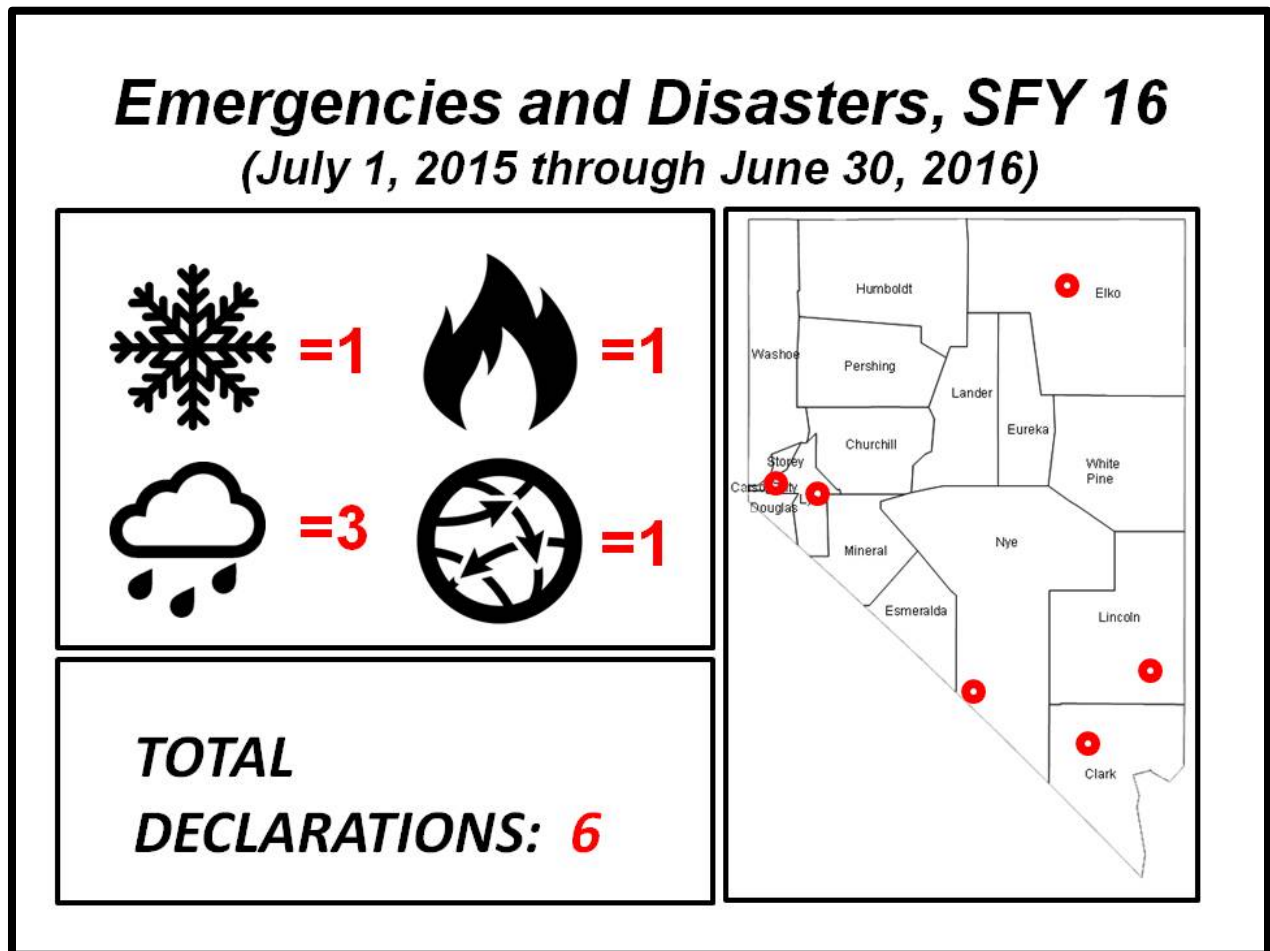 Emergencies and Disasters, SFY 16
(July 1, 2015 through June 30, 2016)
=1
=1
=3
=1
TOTAL
DECLARATIONS: 6
Humboldt
Elko
Washoe
Pershing
Lander
Eureka
Churchill
White
Pine
Storey
Douglas
Nye
Mineral
Esmeralda
Lincoln
Clark